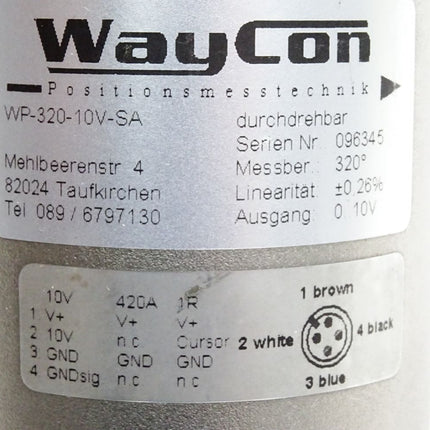 WayCon
Positionsmesstechnik
WP-320-10V-SA
Mehlbeerenstr 4
82024 Taufkirchen
Tel 089 / 6797130
durchdrehbar
Serien Nr. 096345
Messber.: 320°
Linearität: ±0.26%
Ausgang: 0..10V
10V 420A 1R
1 V+ V+ V+
2 10V n c Cursor
3 GND GND GND
4 GNDsig n.c n.c
1 brown
2 white
4 black
3 blue